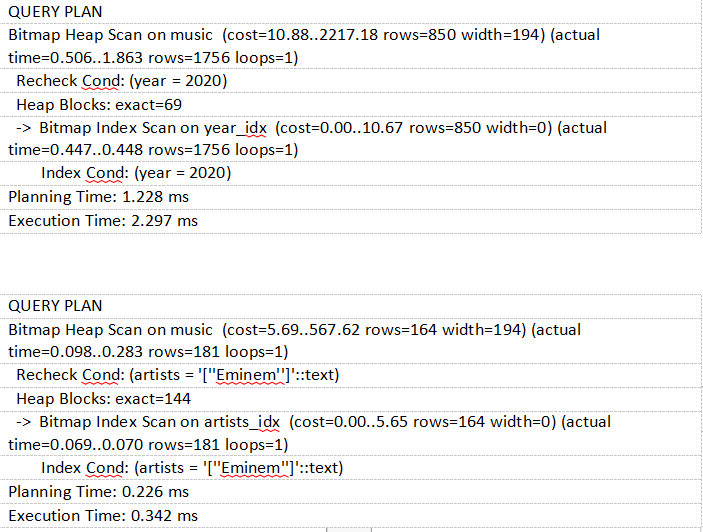 QUERY PLAN
Bitmap Heap Scan on music  (cost=10.88..2217.18 rows=850 width=194) (actual
time=0.506..1.863 rows=1756 loops=1)
Recheck Cond: (year = 2020)
Heap Blocks: exact=69
->  Bitmap Index Scan on year_idx  (cost=0.00..10.67 rows=850 width=0) (actual
time=0.447..0.448 rows=1756 loops=1)
Index Cond: (year = 2020)
Planning Time: 1.228 ms
Execution Time: 2.297 ms
QUERY PLAN
Bitmap Heap Scan on music  (cost=5.69..567.62 rows=164 width=194) (actual
time=0.098..0.283 rows=181 loops=1)
Recheck Cond: (artists = '["Eminem"]'::text)
Heap Blocks: exact=144
->  Bitmap Index Scan on artists_idx  (cost=0.00..5.65 rows=164 width=0) (actual
time=0.069..0.070 rows=181 loops=1)
Index Cond: (artists = '["Eminem"]'::text)
Planning Time: 0.226 ms
Execution Time: 0.342 ms